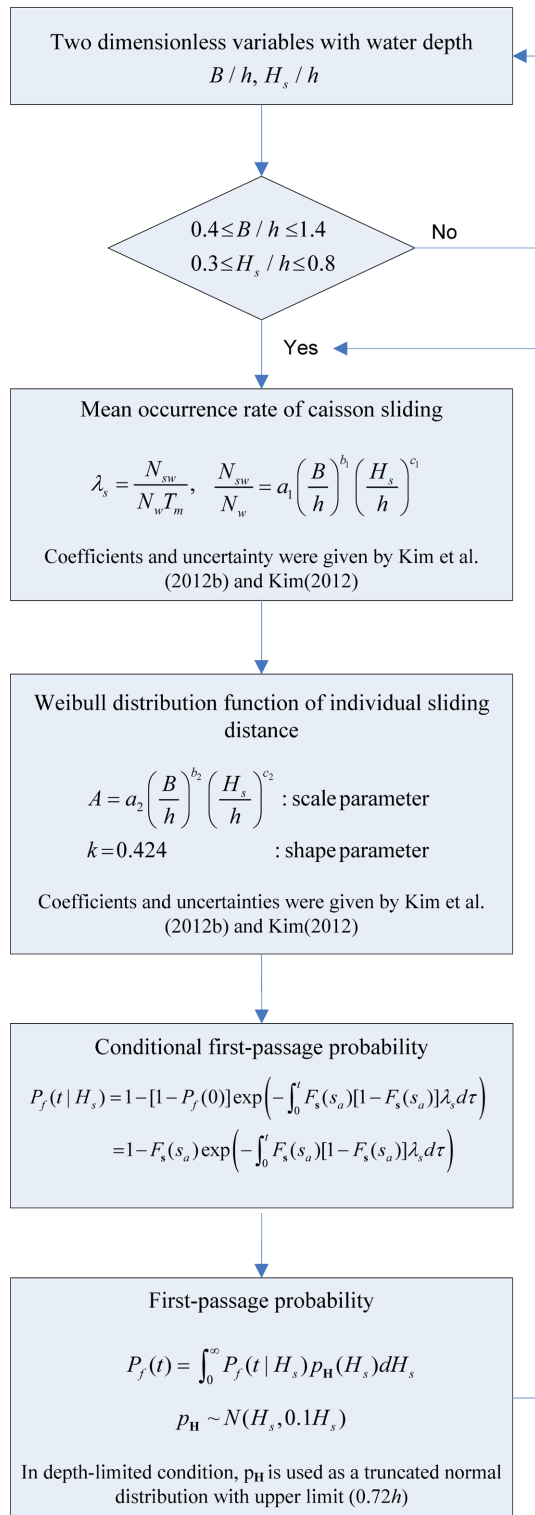 Two dimensionless variables with water depth
B / h, H_s / h
0.4≤B / h ≤1.4
0.3≤H_s / h≤0.8
No
Yes
Mean occurrence rate of caisson sliding
λ_s = N_sw / (N_w T_m), N_sw / N_w = a_1 (B / h)^{b_1} (H_s / h)^{c_1}
Coefficients and uncertainty were given by Kim et al.
(2012b) and Kim(2012)
Weibull distribution function of individual sliding
distance
A = a_2 (B / h)^{b_2} (H_s / h)^{c_2} : scale parameter
k = 0.424 : shape parameter
Coefficients and uncertainties were given by Kim et al.
(2012b) and Kim(2012)
Conditional first-passage probability
P_f(t | H_s) = 1−[1−P_f(0)]exp(−∫_0^t F_s(s_a)[1−F_s(s_a)]λ_s dτ)
=1−F_s(s_a)exp(−∫_0^t F_s(s_a)[1−F_s(s_a)]λ_s dτ)
First-passage probability
P_f(t) = ∫_0^∞ P_f(t | H_s) p_H(H_s)dH_s
p_H ~ N(H_s, 0.1H_s)
In depth-limited condition, p_H is used as a truncated normal
distribution with upper limit (0.72h)